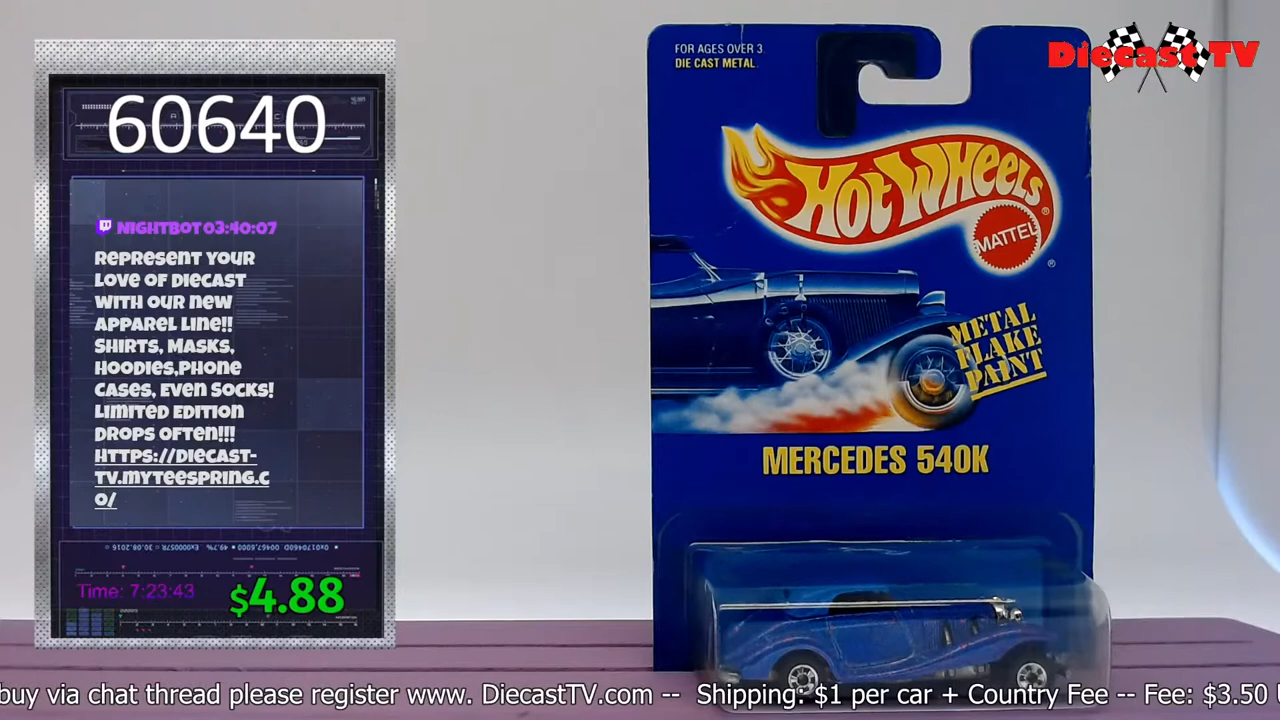 60640
NIGHTBOT 03:40:07
REPRESENT YOUR
LOVE OF DIECAST
WITH OUR NEW
APPAREL LINE!!
SHIRTS, MASKS,
HOODIES,PHONE
CASES, EVEN SOCKS!
LIMITED EDITION
DROPS OFTEN!!!
HTTPS://DIECAST-
TV.MYTEESPRING.C
O/
Time: 7:23:43
$4.88
FOR AGES OVER 3.
DIE CAST METAL.
Diecast TV
HOT WHEELS ®
MATTEL
®
METAL
FLAKE
PAINT
MERCEDES 540K
buy via chat thread please register www. DiecastTV.com -- Shipping: $1 per car + Country Fee -- Fee: $3.50